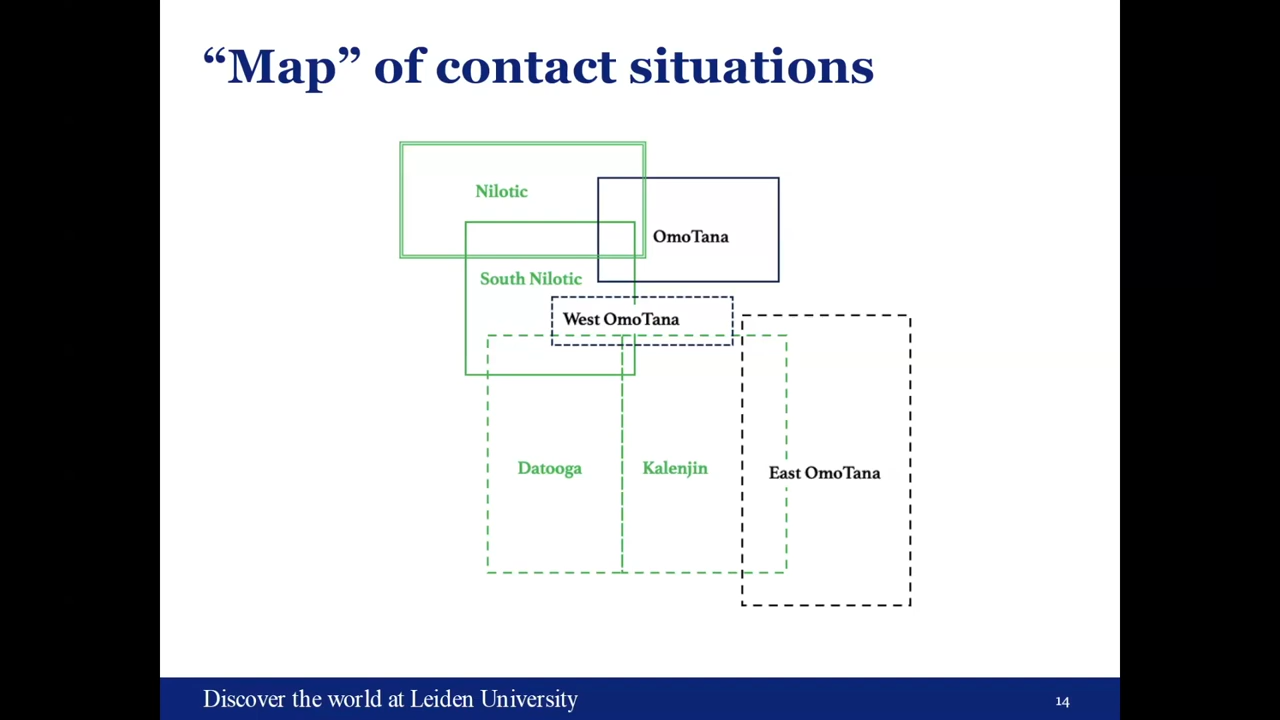 “Map” of contact situations
Nilotic
OmoTana
South Nilotic
West OmoTana
Datooga
Kalenjin
East OmoTana
Discover the world at Leiden University
14